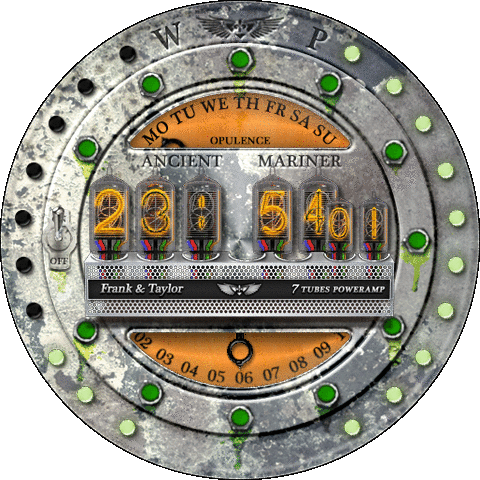 W P
MO TU WE TH FR SA SU
OPULENCE
ANCIENT MARINER
23:54 01
OFF
Frank & Taylor 7 TUBES POWERAMP
02 03 04 05 06 07 08 09 1